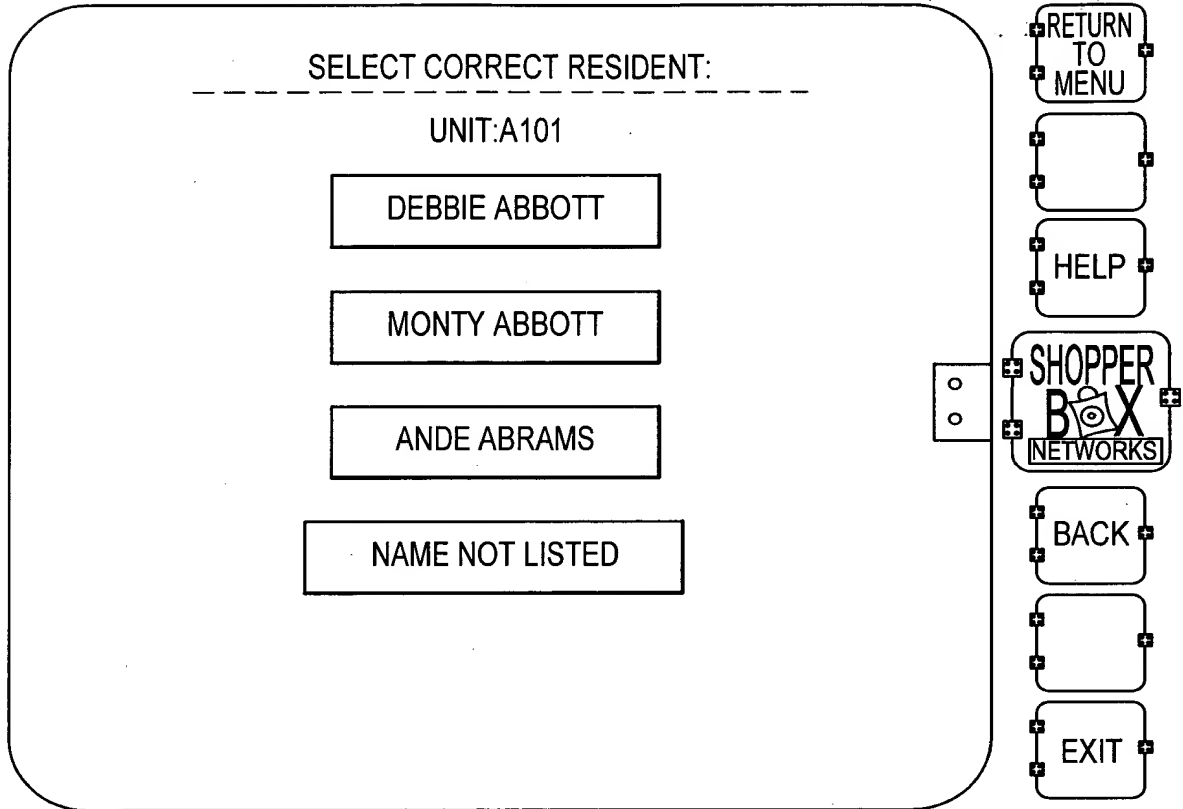 SELECT CORRECT RESIDENT:
UNIT:A101
DEBBIE ABBOTT
MONTY ABBOTT
ANDE ABRAMS
NAME NOT LISTED
RETURN
TO
MENU
HELP
SHOPPER
BOX
NETWORKS
BACK
EXIT